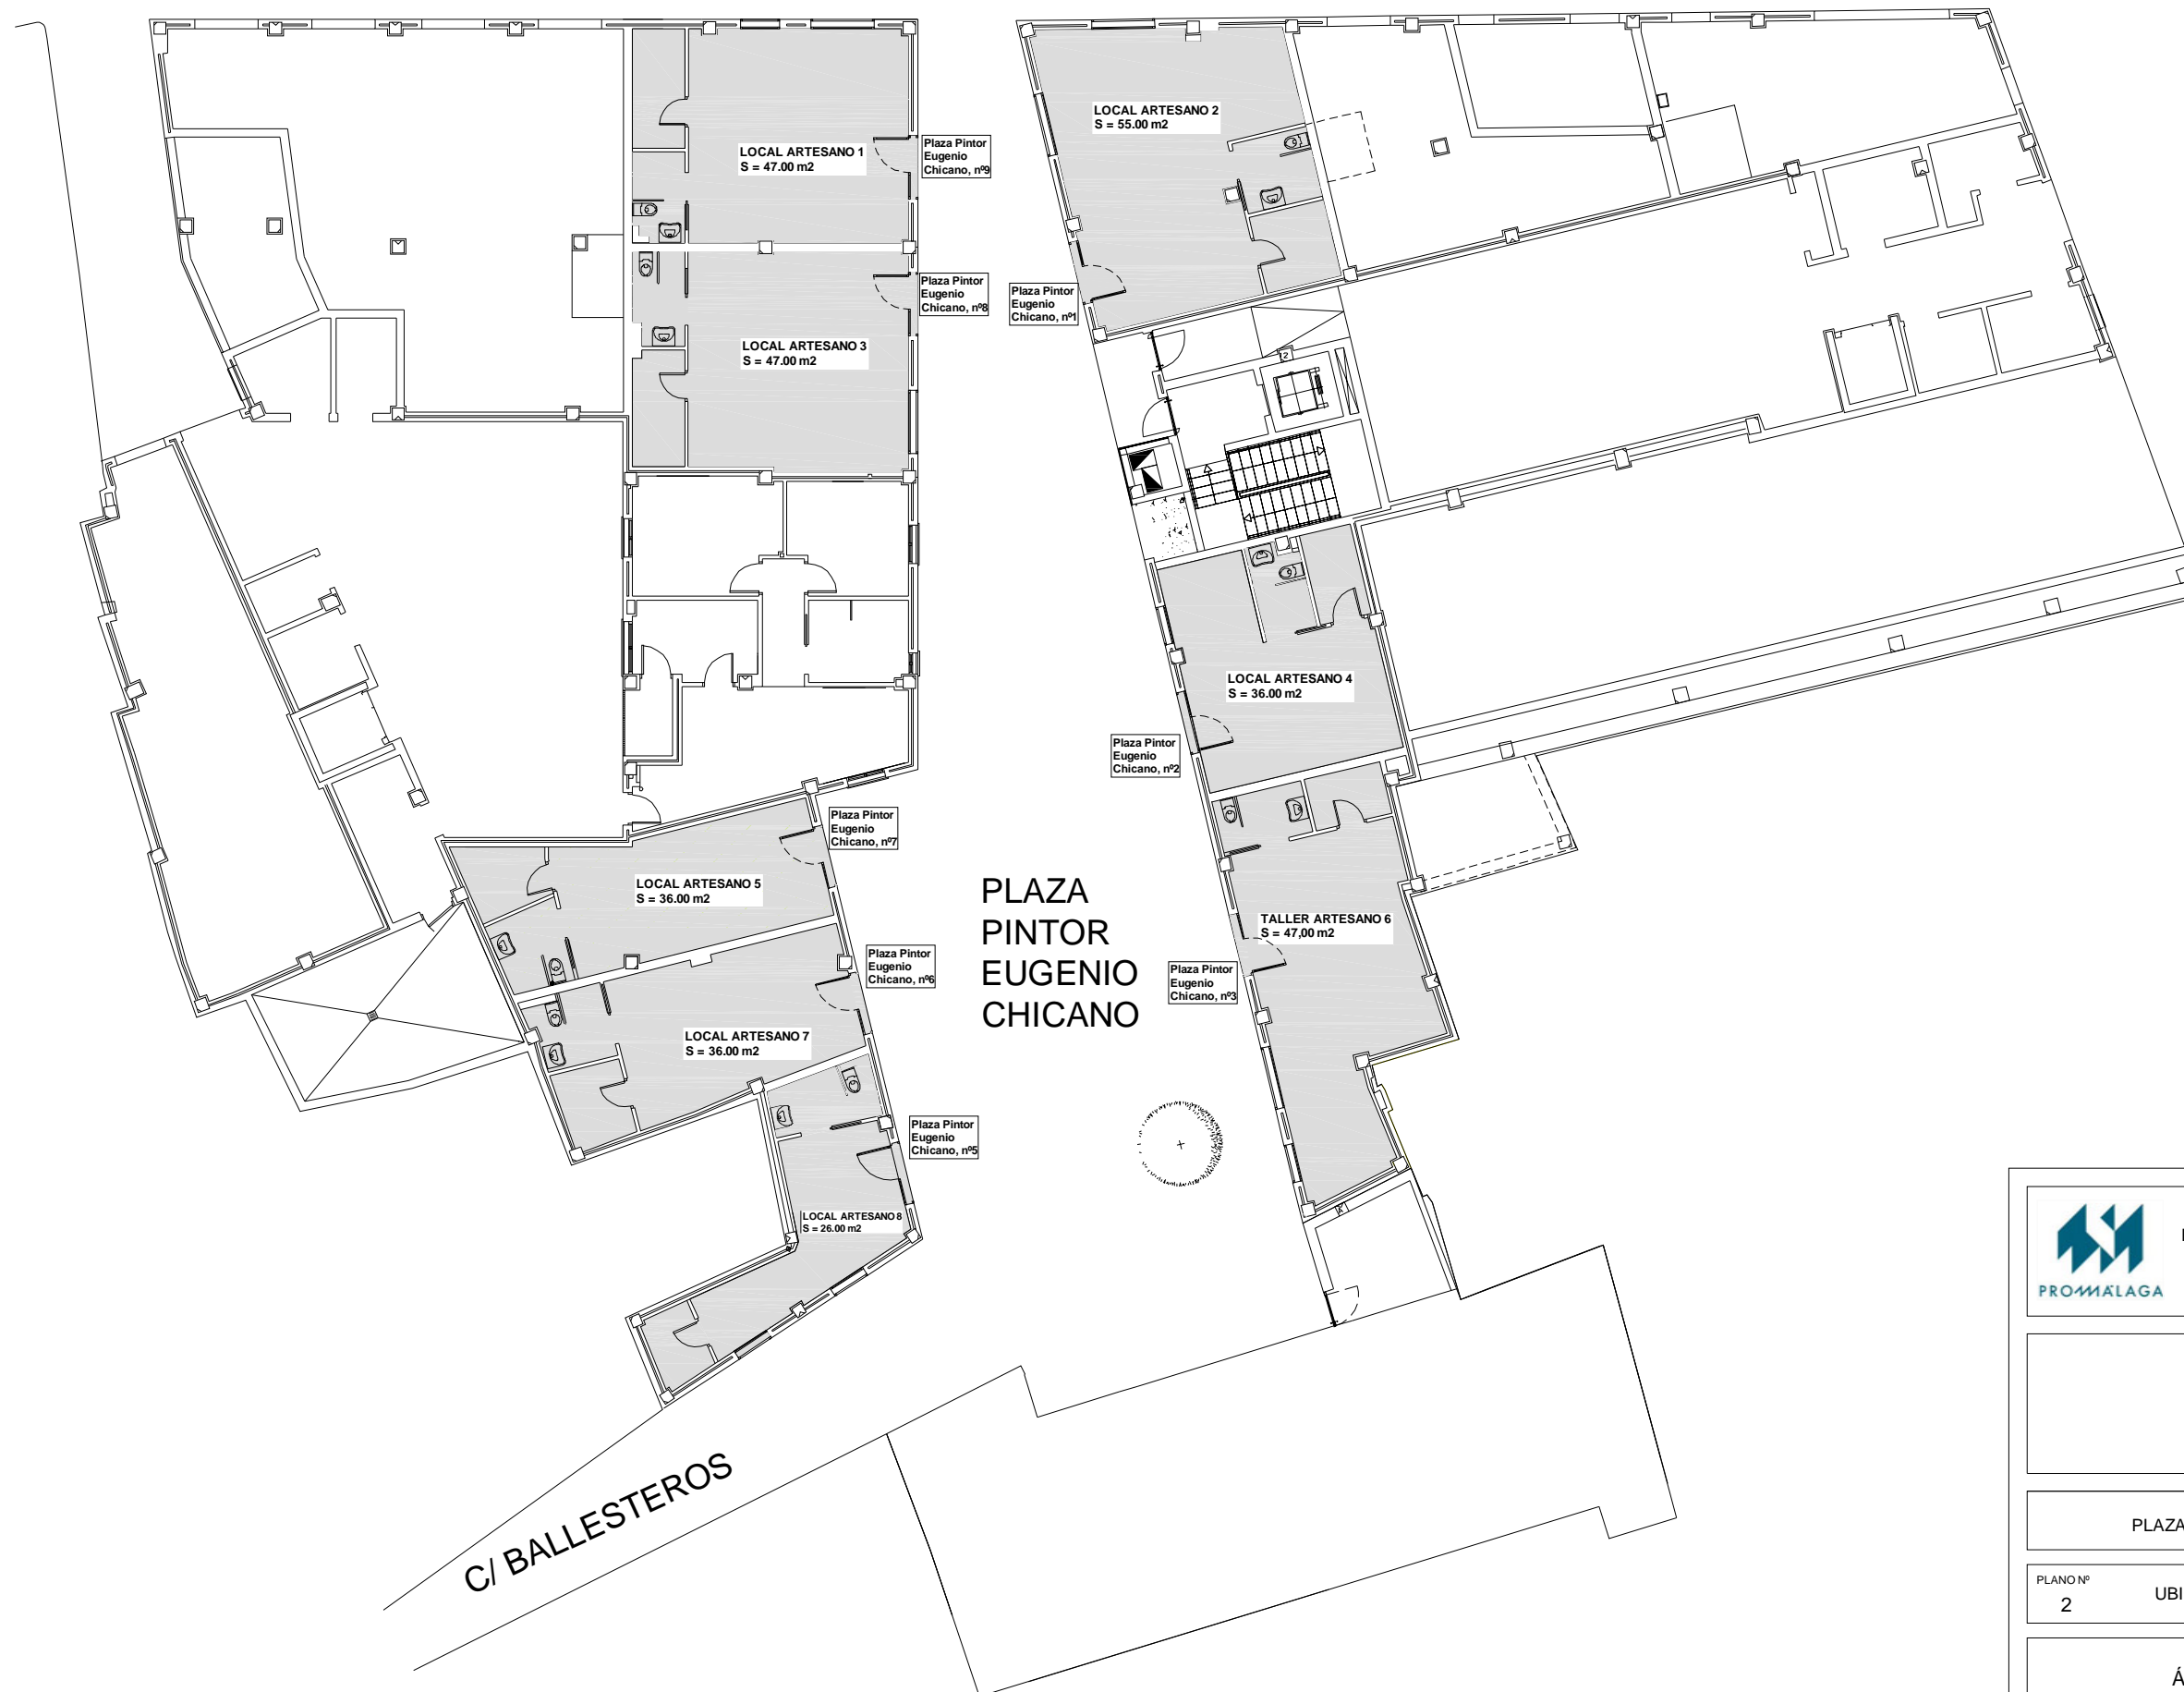 LOCAL ARTESANO 1
S = 47.00 m2
Plaza Pintor
Eugenio
Chicano, nº9
LOCAL ARTESANO 2
S = 55.00 m2
Plaza Pintor
Eugenio
Chicano, nº8
Plaza Pintor
Eugenio
Chicano, nº1
LOCAL ARTESANO 3
S = 47.00 m2
2
LOCAL ARTESANO 4
S = 36.00 m2
Plaza Pintor
Eugenio
Chicano, nº2
Plaza Pintor
Eugenio
Chicano, nº7
LOCAL ARTESANO 5
S = 36.00 m2
PLAZA
PINTOR
EUGENIO
CHICANO
TALLER ARTESANO 6
S = 47,00 m2
Plaza Pintor
Eugenio
Chicano, nº6
Plaza Pintor
Eugenio
Chicano, nº3
LOCAL ARTESANO 7
S = 36.00 m2
Plaza Pintor
Eugenio
Chicano, nº5
LOCAL ARTESANO 8
S = 26.00 m2
C/ BALLESTEROS
PROMÁLAGA
PLAZA
PLANO Nº
2
UBI